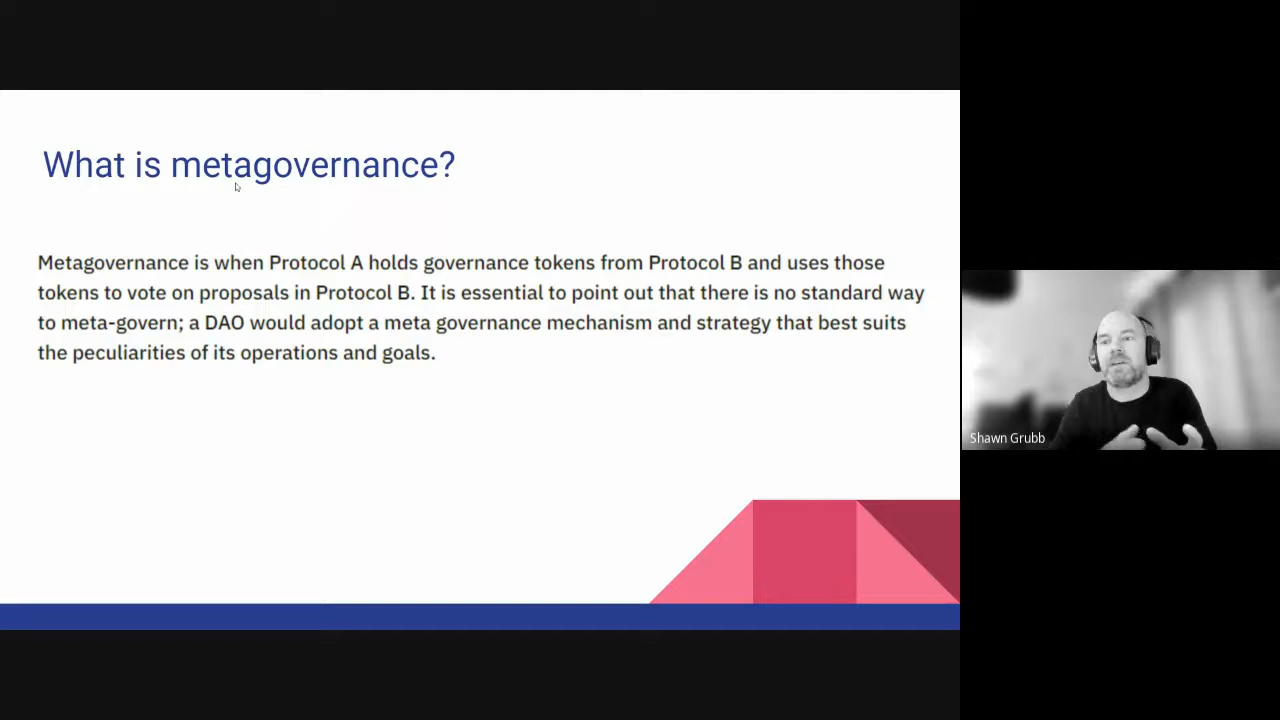 What is metagovernance?
Metagovernance is when Protocol A holds governance tokens from Protocol B and uses those
tokens to vote on proposals in Protocol B. It is essential to point out that there is no standard way
to meta-govern; a DAO would adopt a meta governance mechanism and strategy that best suits
the peculiarities of its operations and goals.
Shawn Grubb